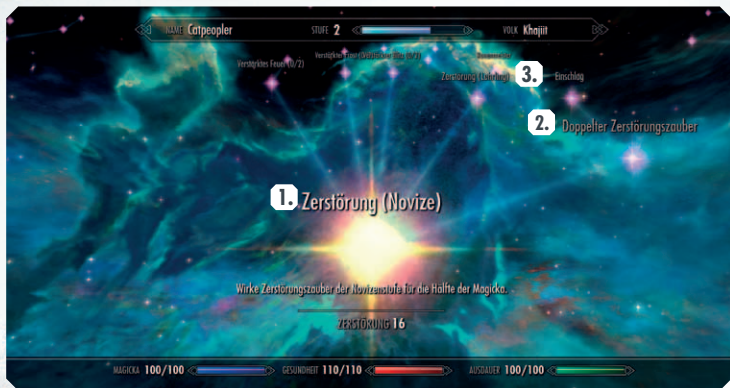 NAME Catpeopler STUFE 2 VOLK Khajiit
Verstärktes Feuer (0/2)
Zerstörung (Lehrling)
3. Einschlag
2. Doppelter Zerstörungszauber
1. Zerstörung (Novize)
Wirke Zerstörungszauber der Novizenstufe für die Hälfte der Magicka.
ZERSTÖRUNG 16
MAGICKA 100/100 GESUNDHEIT 110/110 AUSDAUER 100/100